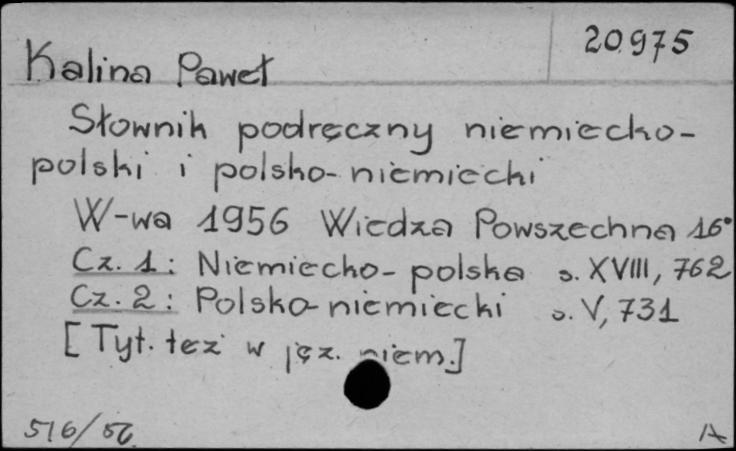 20975
Kalina Paweł
Słownik podręczny niemiecko-
polski i polsko-niemiecki
W-wa 1956 Wiedza Powszechna 16°
Cz. 1: Niemiecko-polska s. XVIII, 762
Cz. 2: Polsko-niemiecki s. V, 731
[Tyt. też w jęz. niem.]
516/56